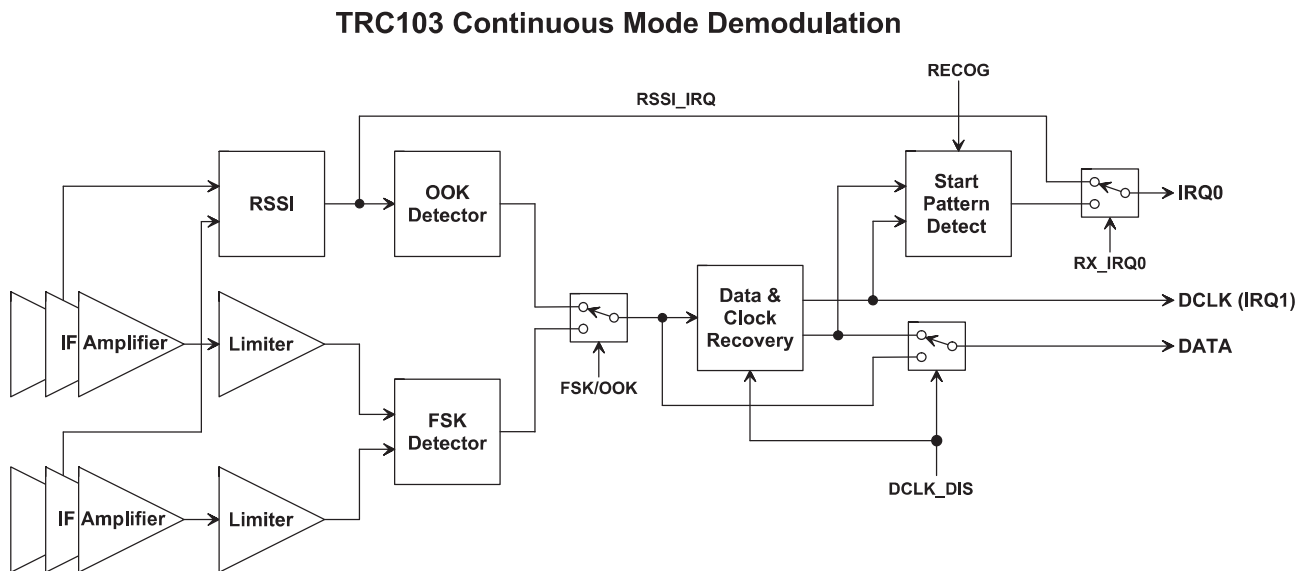 TRC103 Continuous Mode Demodulation
RECOG
RSSI_IRQ
RSSI
OOK
Detector
Start
Pattern
Detect
IRQ0
RX_IRQ0
IF Amplifier
Limiter
FSK/OOK
Data &
Clock
Recovery
DCLK (IRQ1)
DATA
FSK
Detector
DCLK_DIS
IF Amplifier
Limiter